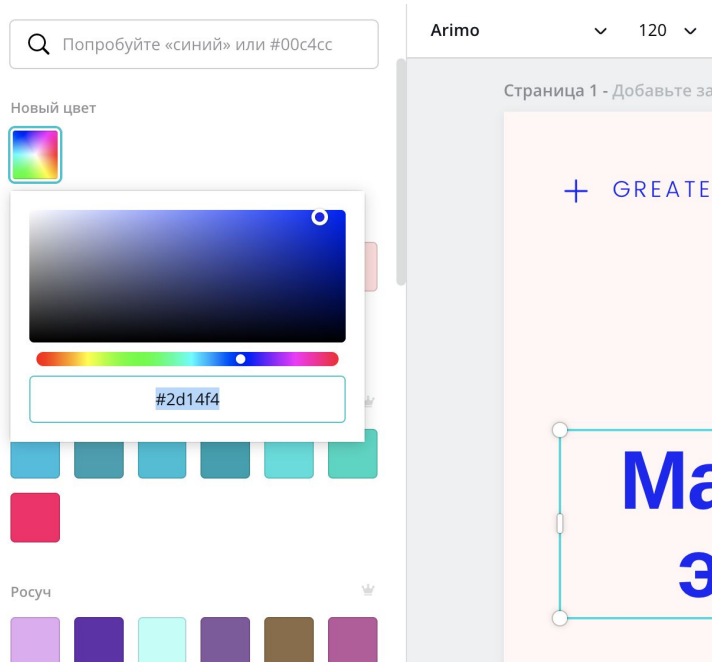 Попробуйте «синий» или #00c4cc
Новый цвет
#2d14f4
Росуч
Arimo
120
Страница 1 - Добавьте за
GREATE
Ма
э